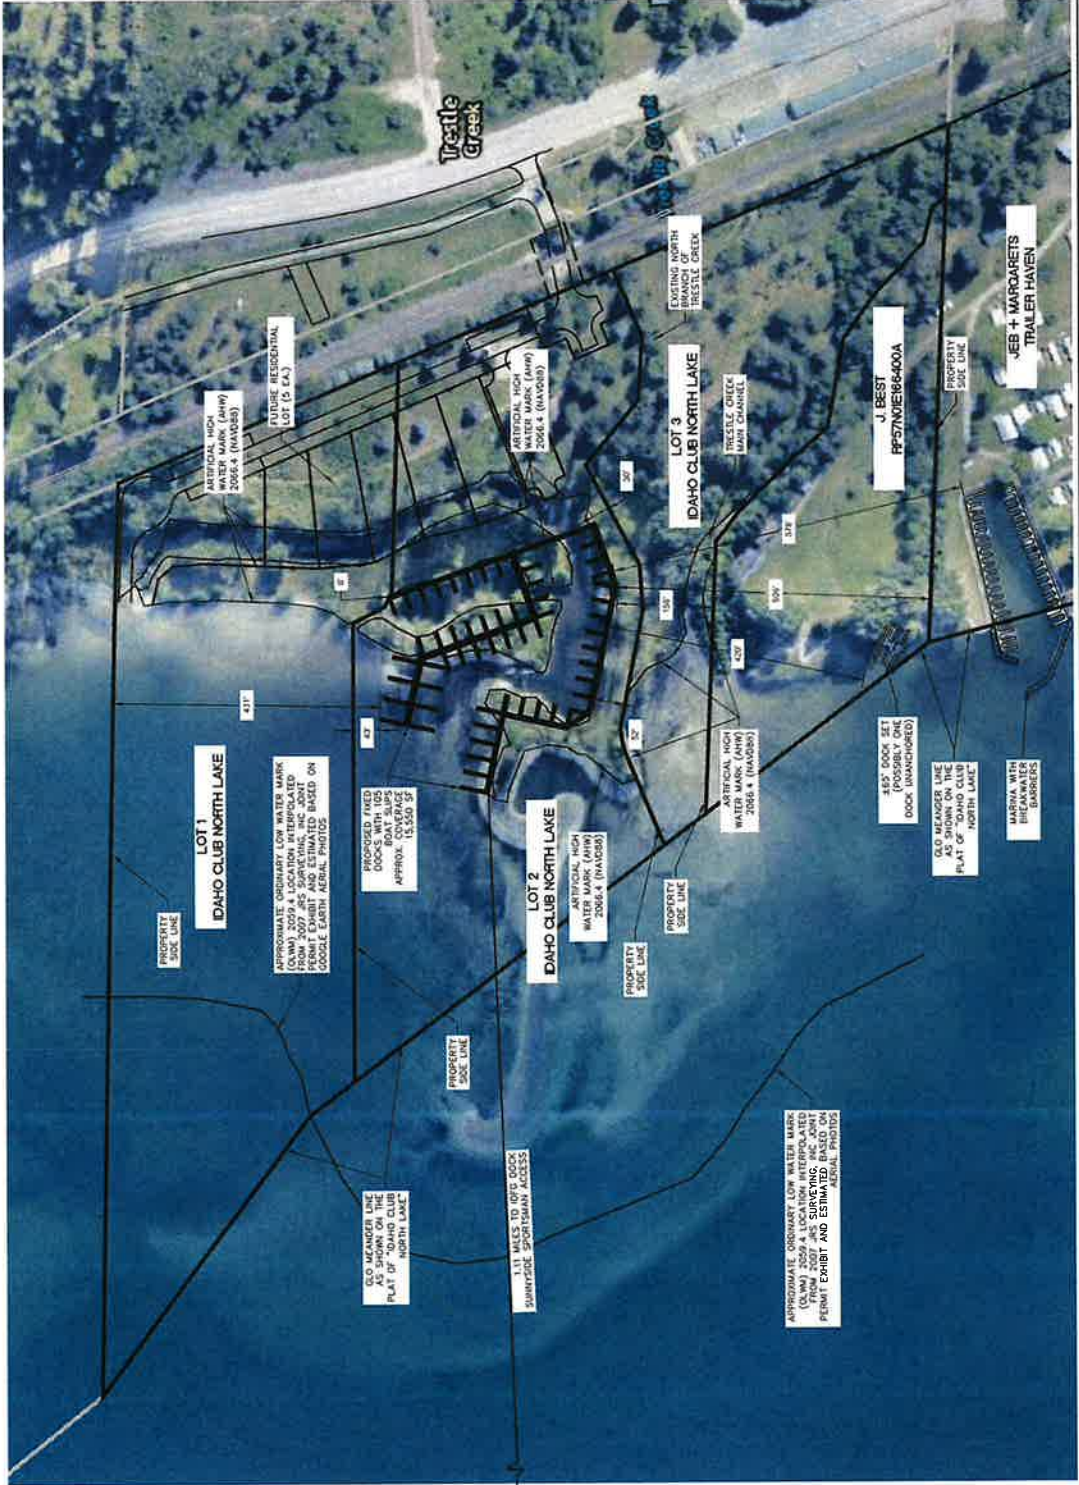 Trestle
Creek
EXISTING NORTH
BRANCH OF
TRESTLE CREEK
JEB + MARGARETS
TRAILER HAVEN
FUTURE RESIDENTIAL
LOT (5 EA.)
ARTIFICIAL HIGH
WATER MARK (AHW)
2066.4 (NAVD88)
ARTIFICIAL HIGH
WATER MARK (AHW)
2066.4 (NAVD88)
LOT 3
IDAHO CLUB NORTH LAKE
TRESTLE CREEK
MAIN CHANNEL
J. BEST
RP57N01E166400A
PROPERTY
SIDE LINE
30'
378'
156'
506'
431'
43'
52'
420'
LOT 1
IDAHO CLUB NORTH LAKE
PROPOSED FIXED
DOCKS WITH 105
BOAT SLIPS
APPROX. COVERAGE
15,550 SF
ARTIFICIAL HIGH
WATER MARK (AHW)
2066.4 (NAVD88)
±65' DOCK SET
(POSSIBLY ONE
DOCK UNANCHORED)
GLO MEANDER LINE
AS SHOWN ON THE
PLAT OF "IDAHO CLUB
NORTH LAKE"
MARINA WITH
BREAKWATER
BARRIERS
PROPERTY
SIDE LINE
APPROXIMATE ORDINARY LOW WATER MARK
(OLWM) 2059.4 LOCATION INTERPOLATED
FROM 2007 JRS SURVEYING, INC JOINT
PERMIT EXHIBIT AND ESTIMATED BASED ON
GOOGLE EARTH AERIAL PHOTOS
LOT 2
IDAHO CLUB NORTH LAKE
ARTIFICIAL HIGH
WATER MARK (AHW)
2066.4 (NAVD88)
PROPERTY
SIDE LINE
PROPERTY
SIDE LINE
PROPERTY
SIDE LINE
GLO MEANDER LINE
AS SHOWN ON THE
PLAT OF "IDAHO CLUB
NORTH LAKE"
1.11 MILES TO IDFG DOCK
SUNNYSIDE SPORTSMAN ACCESS
APPROXIMATE ORDINARY LOW WATER MARK
(OLWM) 2059.4 LOCATION INTERPOLATED
FROM 2007 JRS SURVEYING, INC JOINT
PERMIT EXHIBIT AND ESTIMATED BASED ON
AERIAL PHOTOS